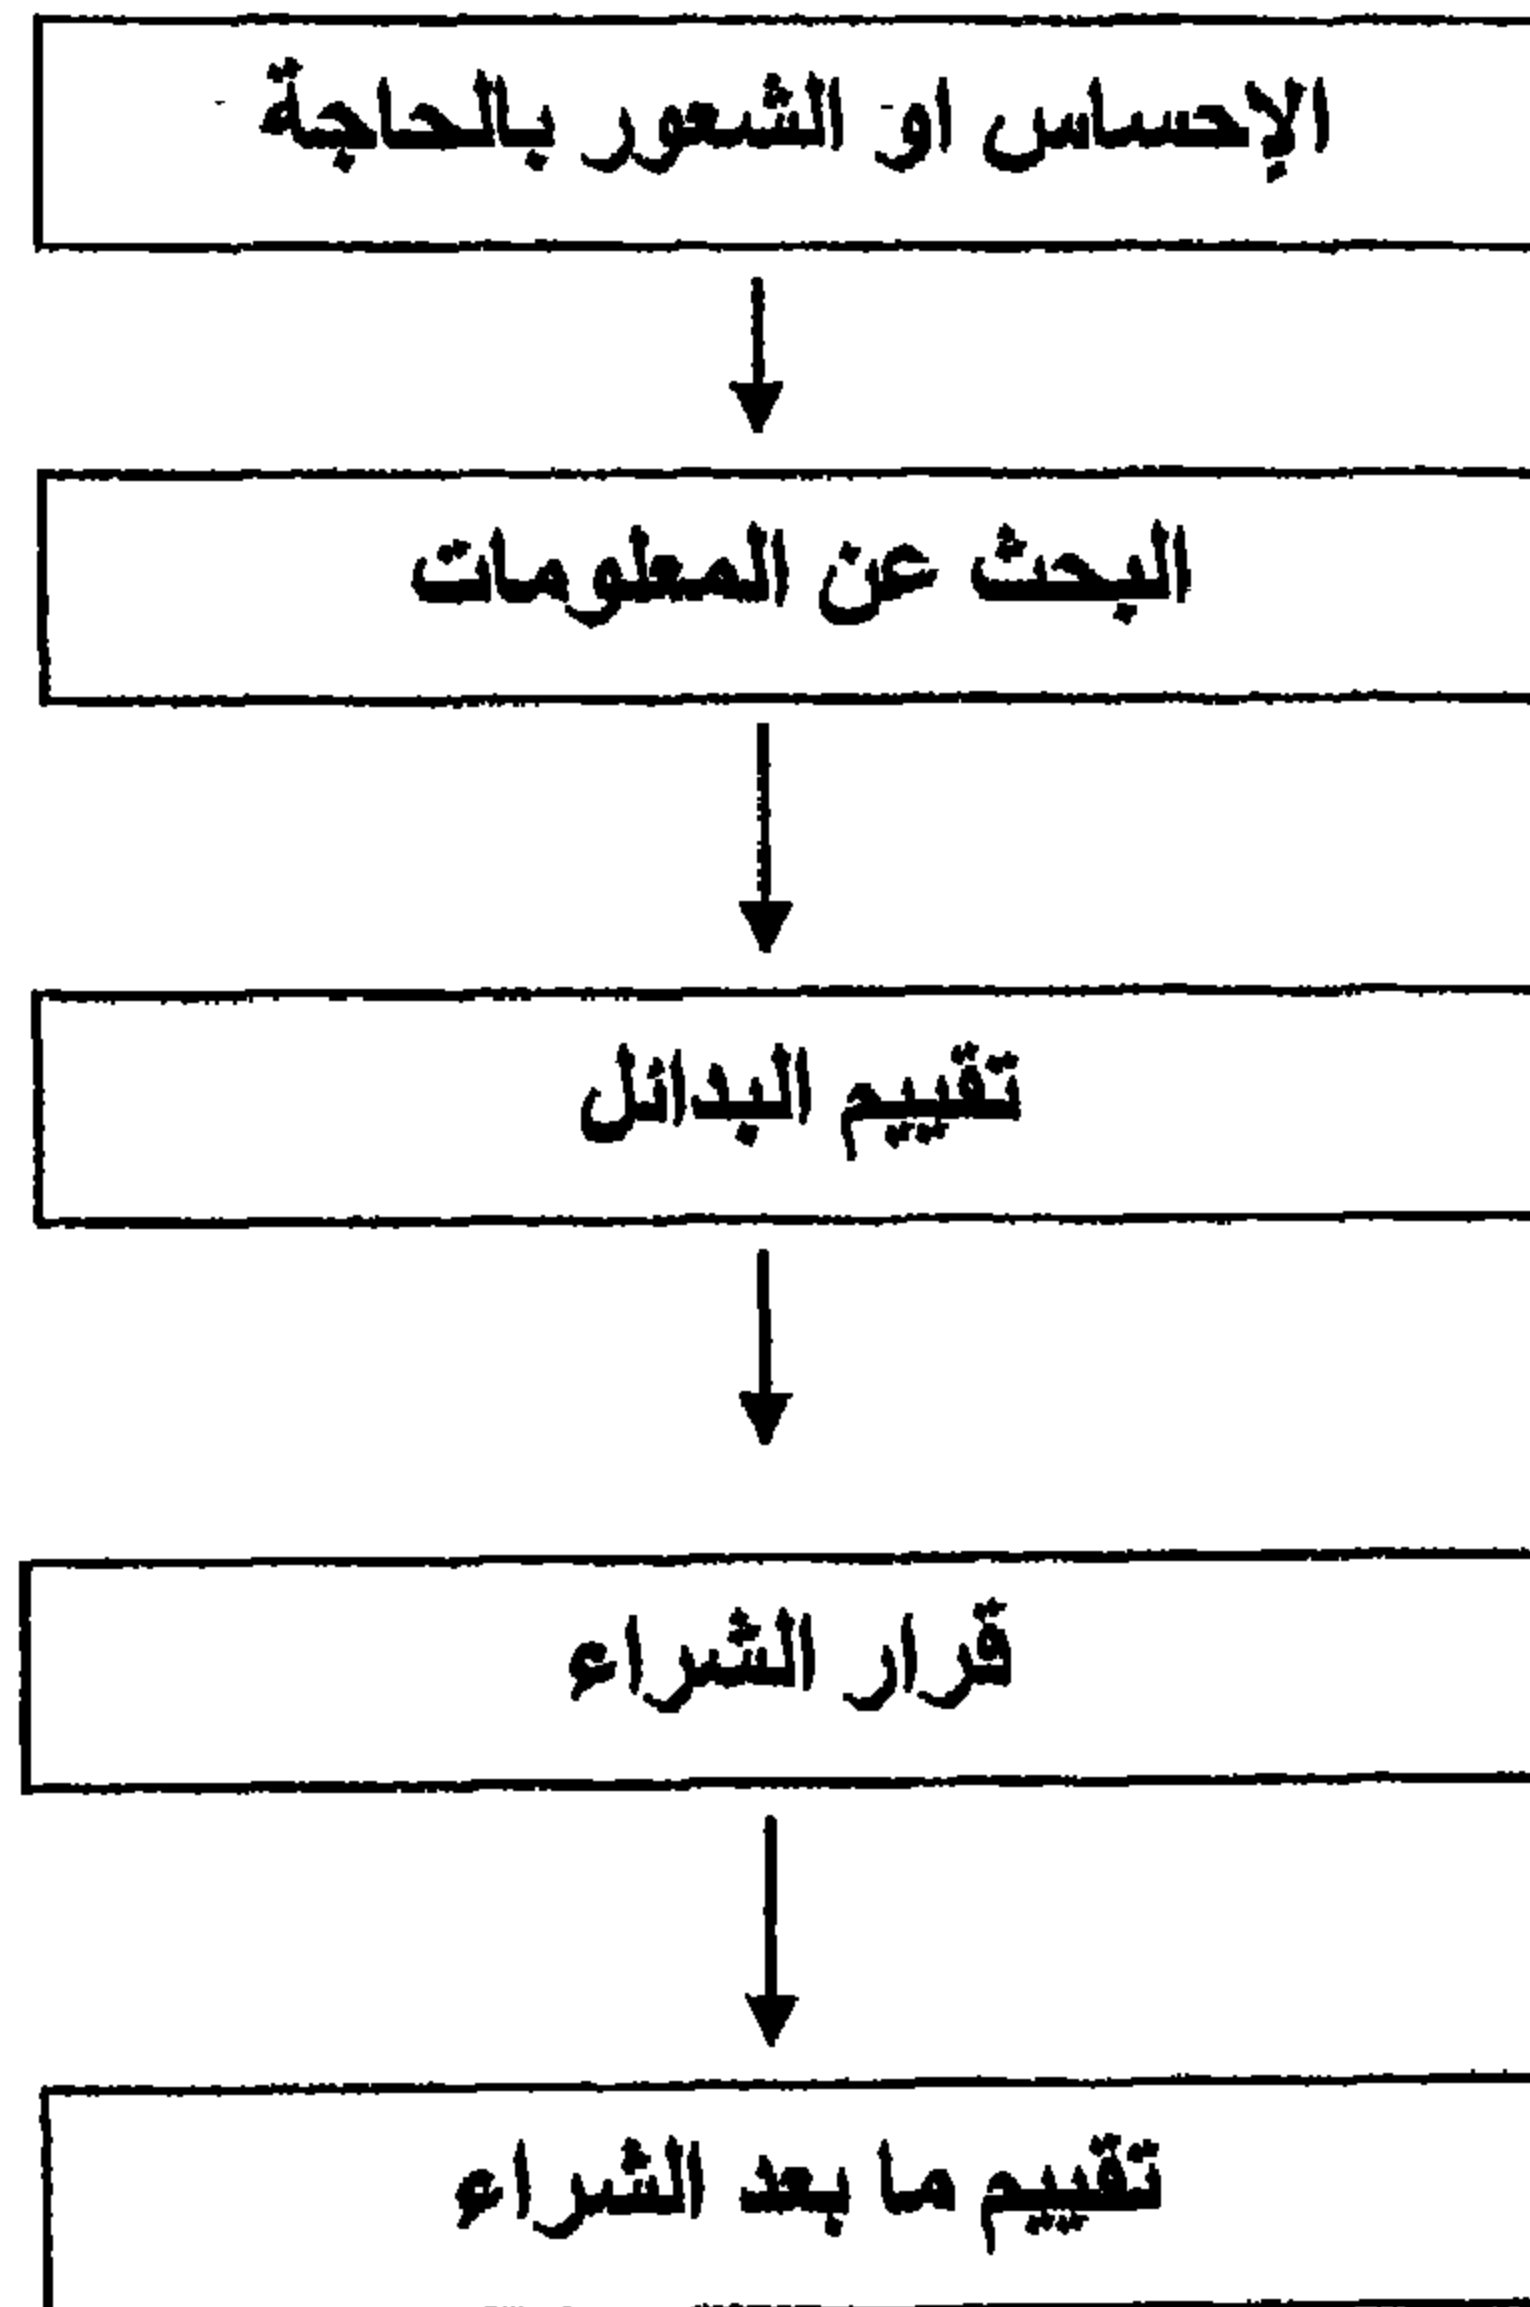 الإحساس او الشعور بالحاجة
البحث عن المعلومات
تقييم البدائل
قرار الشراء
تقييم ما بعد الشراء